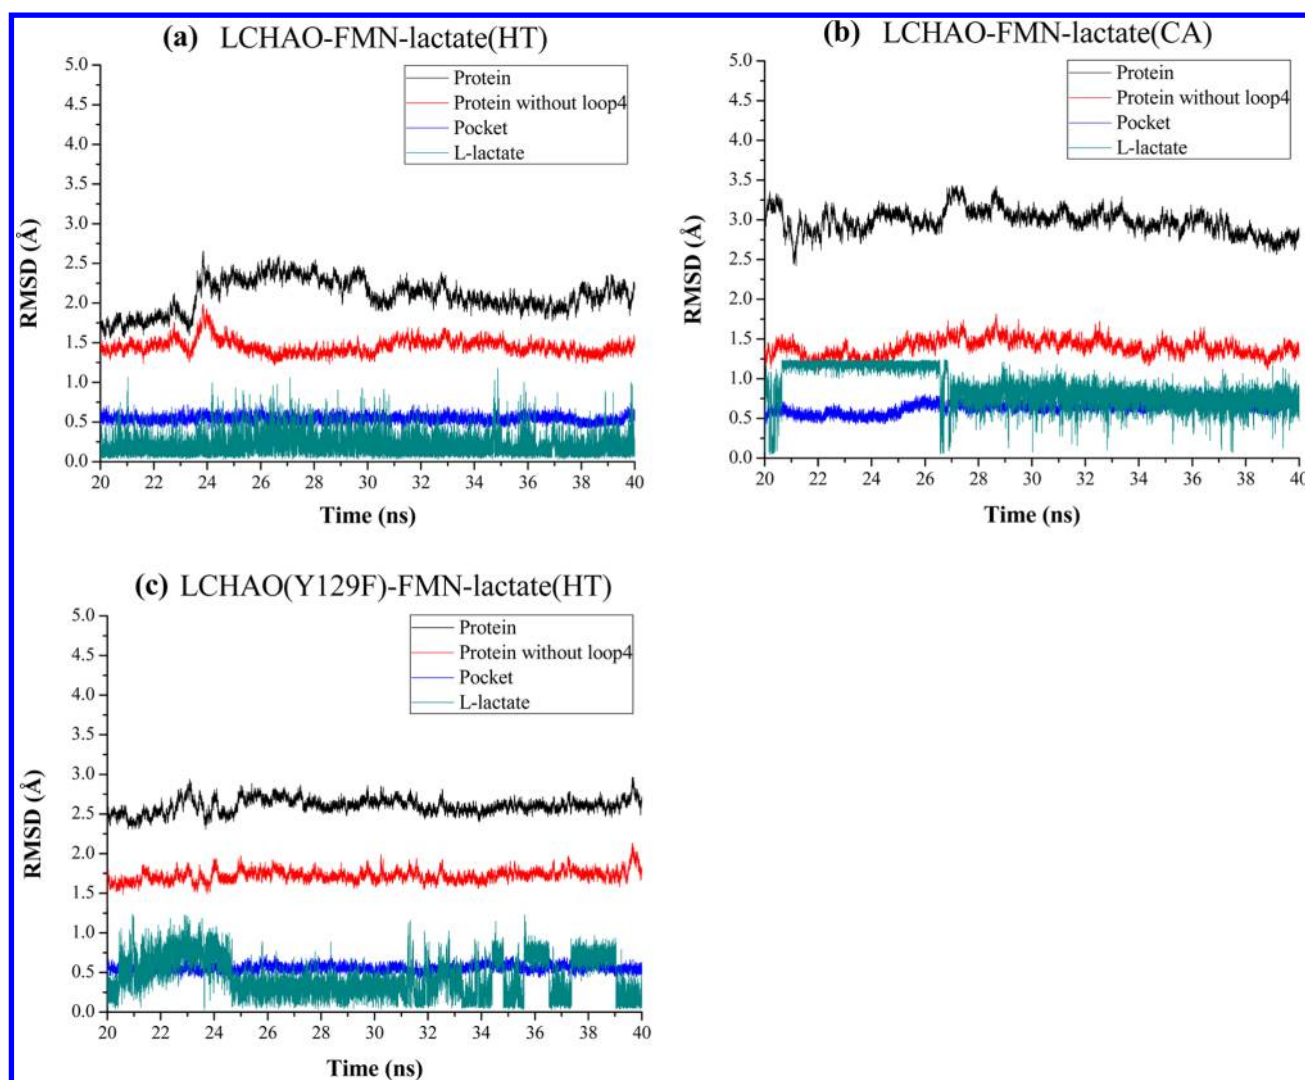 (a) LCHAO-FMN-lactate(HT)
5.0
4.5
4.0
3.5
3.0
2.5
2.0
1.5
1.0
0.5
0.0
RMSD (Å)
Protein
Protein without loop4
Pocket
L-lactate
20 22 24 26 28 30 32 34 36 38 40
Time (ns)
(b) LCHAO-FMN-lactate(CA)
5.0
4.5
4.0
3.5
3.0
2.5
2.0
1.5
1.0
0.5
0.0
RMSD (Å)
Protein
Protein without loop4
Pocket
L-lactate
20 22 24 26 28 30 32 34 36 38 40
Time (ns)
(c) LCHAO(Y129F)-FMN-lactate(HT)
5.0
4.5
4.0
3.5
3.0
2.5
2.0
1.5
1.0
0.5
0.0
RMSD (Å)
Protein
Protein without loop4
Pocket
L-lactate
20 22 24 26 28 30 32 34 36 38 40
Time (ns)